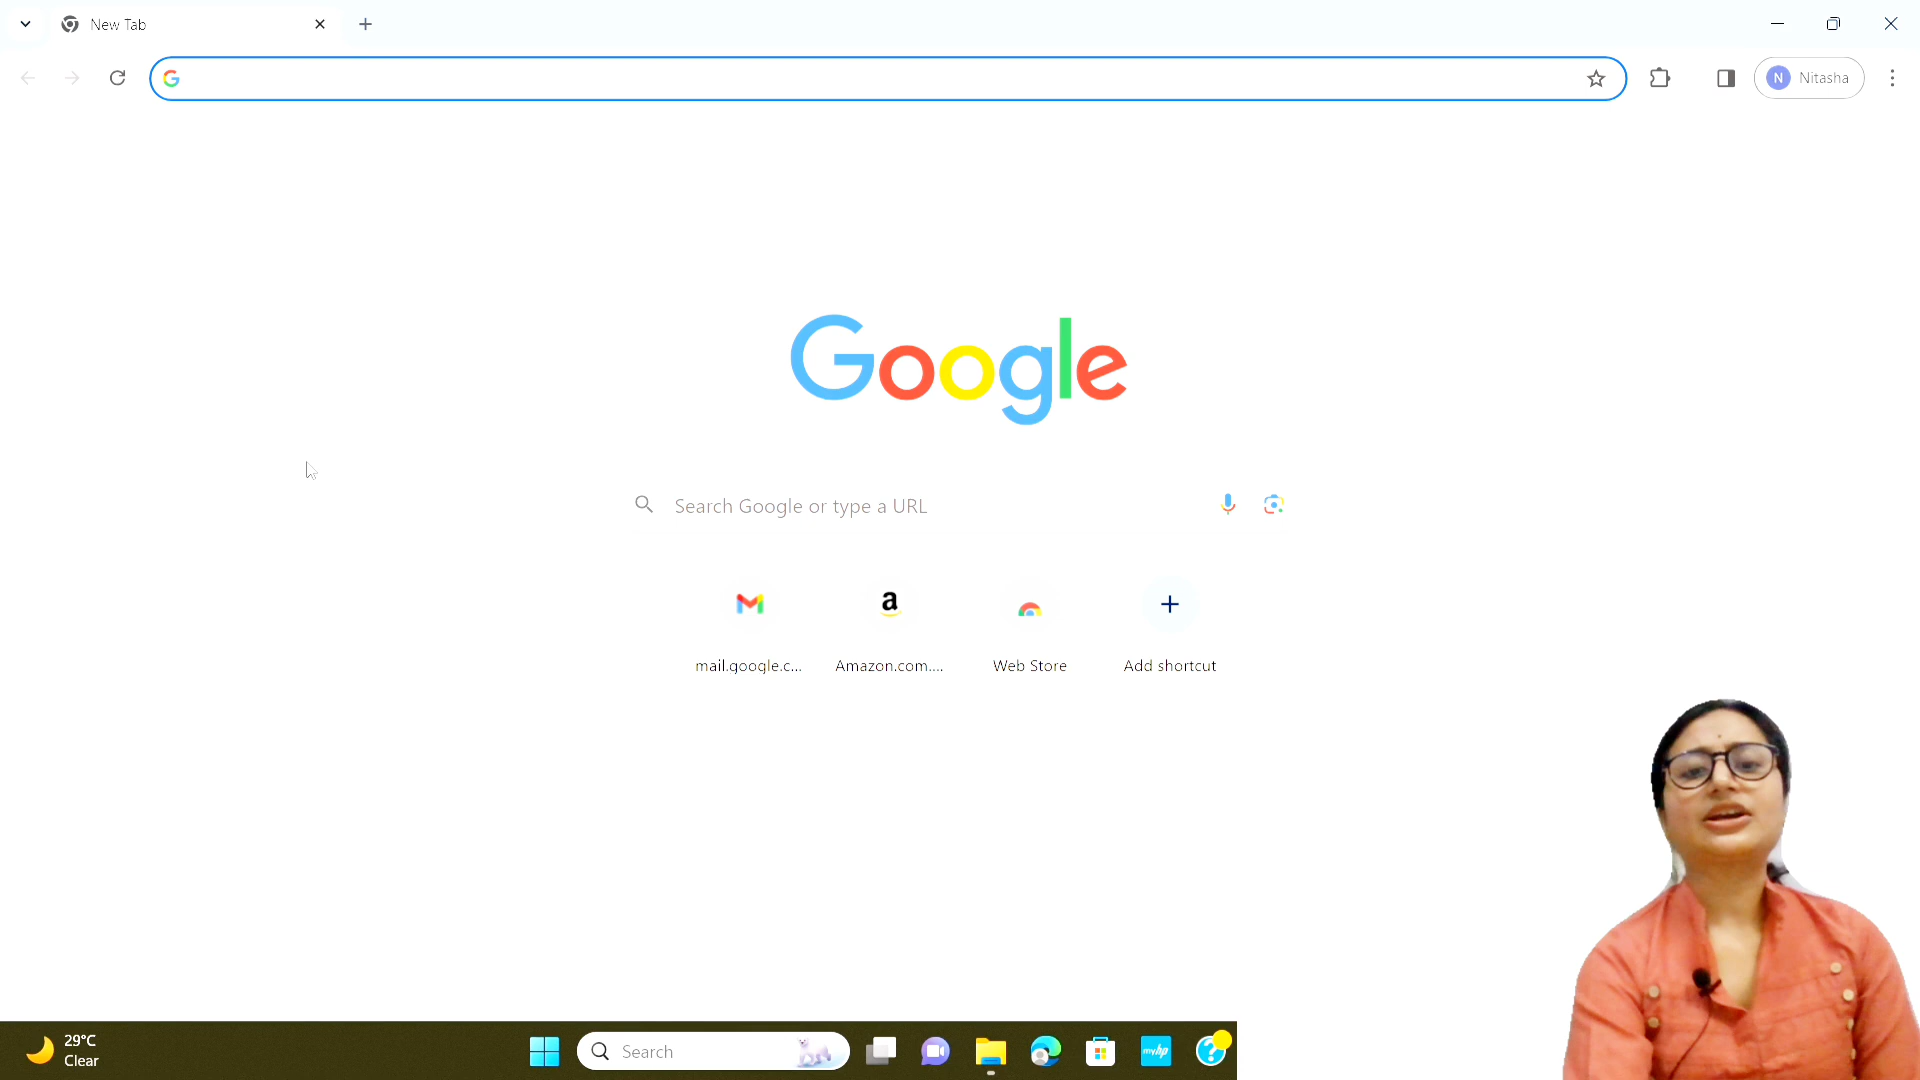 New Tab
N Nitasha
Google
Search Google or type a URL
a
mail.google.c...
Amazon.com....
Web Store
Add shortcut
29°C
Clear
Search
myhp